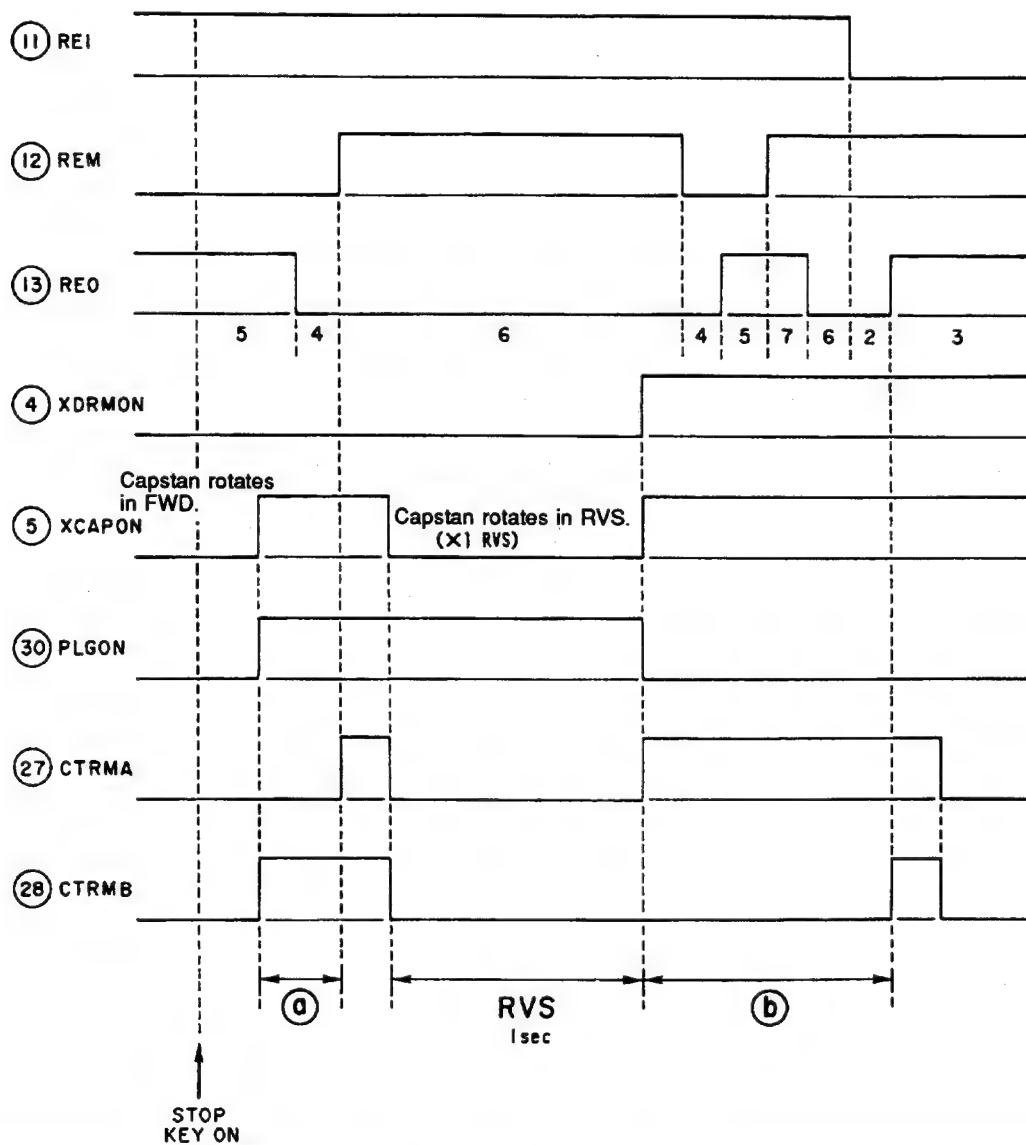 11 REI
12 REM
13 REO
5 4 6 4 5 7 6 2 3
4 XDRMON
Capstan rotates
in FWD.
5 XCAPON
Capstan rotates in RVS.
(×1 RVS)
30 PLGON
27 CTRMA
28 CTRMB
a
RVS
1sec
b
STOP
KEY ON